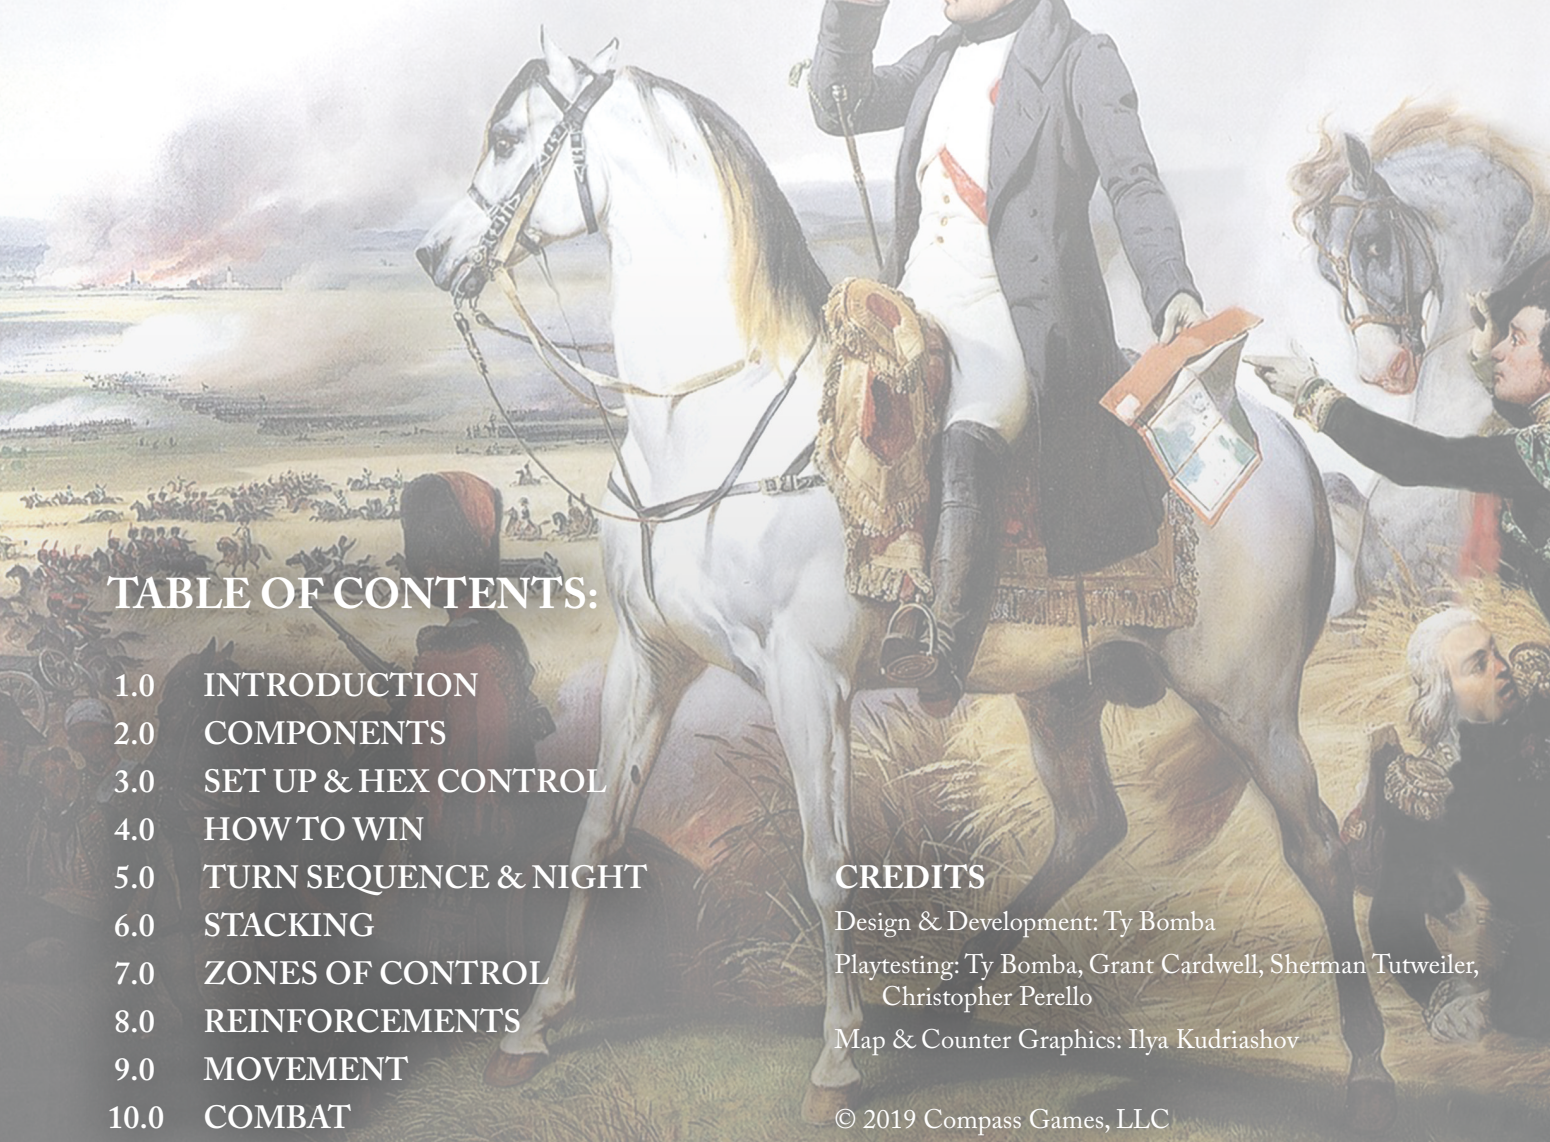 TABLE OF CONTENTS:
1.0 INTRODUCTION
2.0 COMPONENTS
3.0 SET UP & HEX CONTROL
4.0 HOW TO WIN
5.0 TURN SEQUENCE & NIGHT
6.0 STACKING
7.0 ZONES OF CONTROL
8.0 REINFORCEMENTS
9.0 MOVEMENT
10.0 COMBAT
CREDITS
Design & Development: Ty Bomba
Playtesting: Ty Bomba, Grant Cardwell, Sherman Tutweiler,
Christopher Perello
Map & Counter Graphics: Ilya Kudriashov
© 2019 Compass Games, LLC